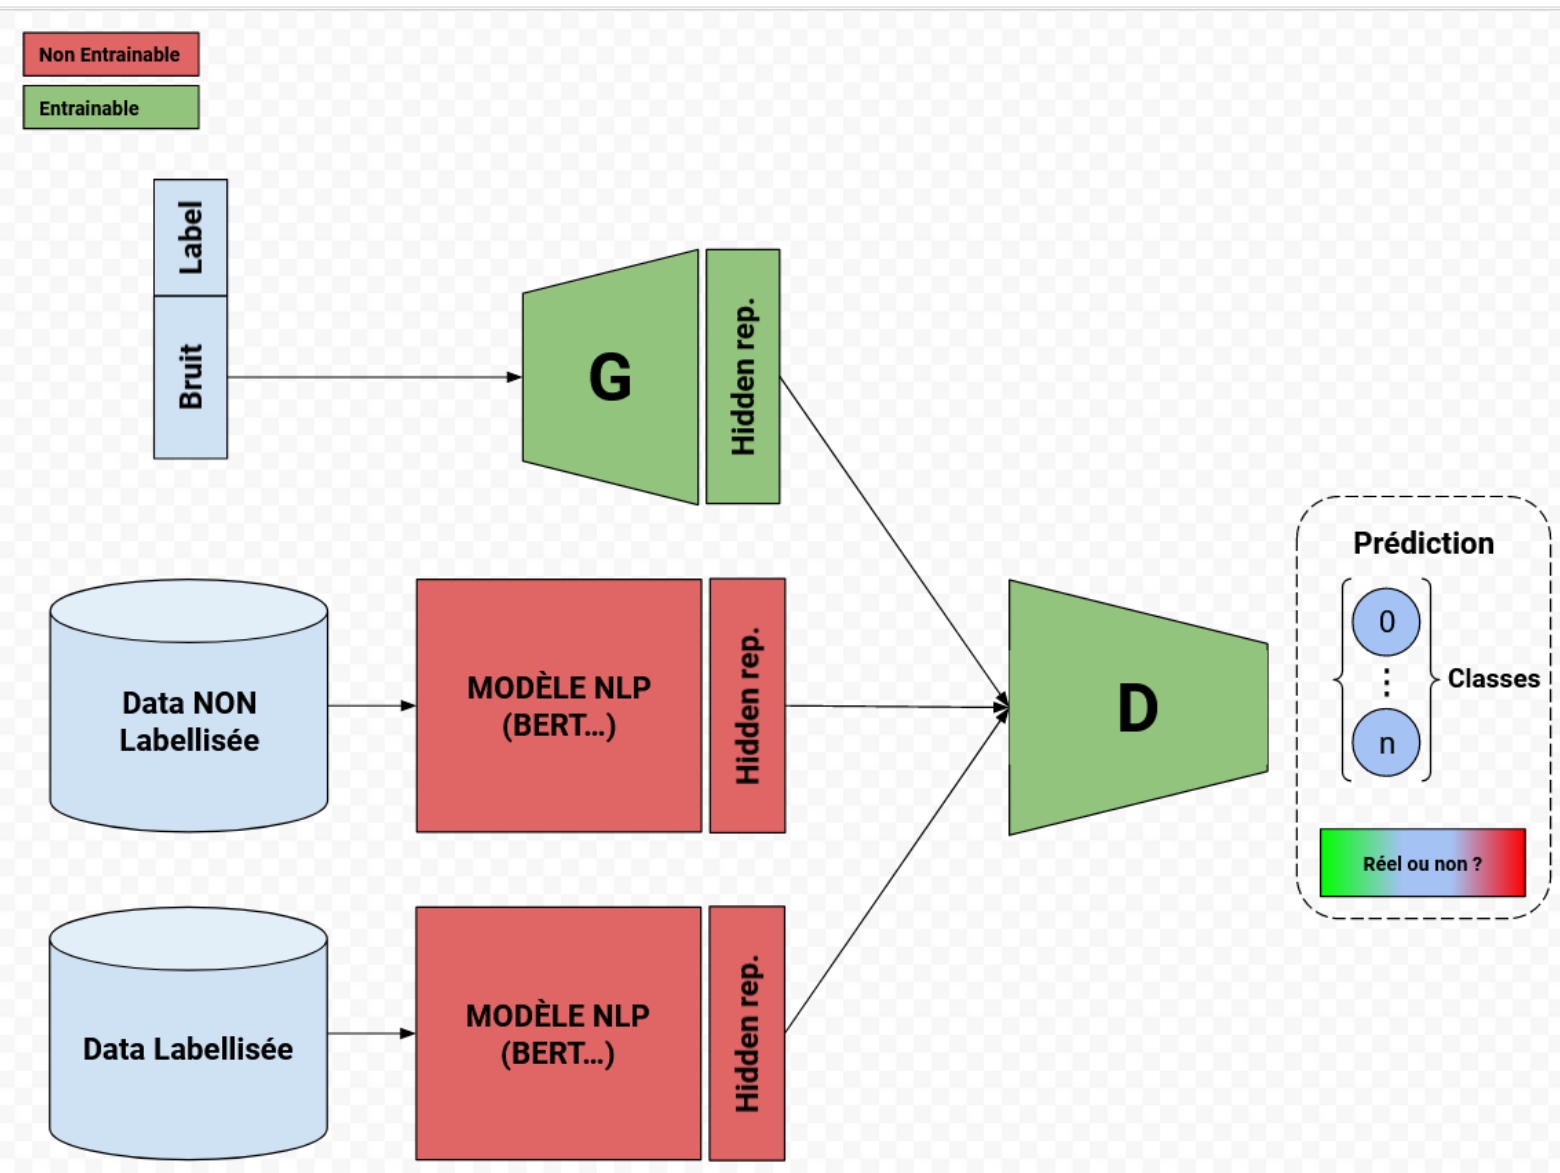 Non Entrainable
Entrainable
Label
Bruit
G
Hidden rep.
Data NON
Labellisée
MODÈLE NLP
(BERT...)
Hidden rep.
D
Prédiction
0
⋮
n
Classes
Réel ou non ?
Data Labellisée
MODÈLE NLP
(BERT...)
Hidden rep.